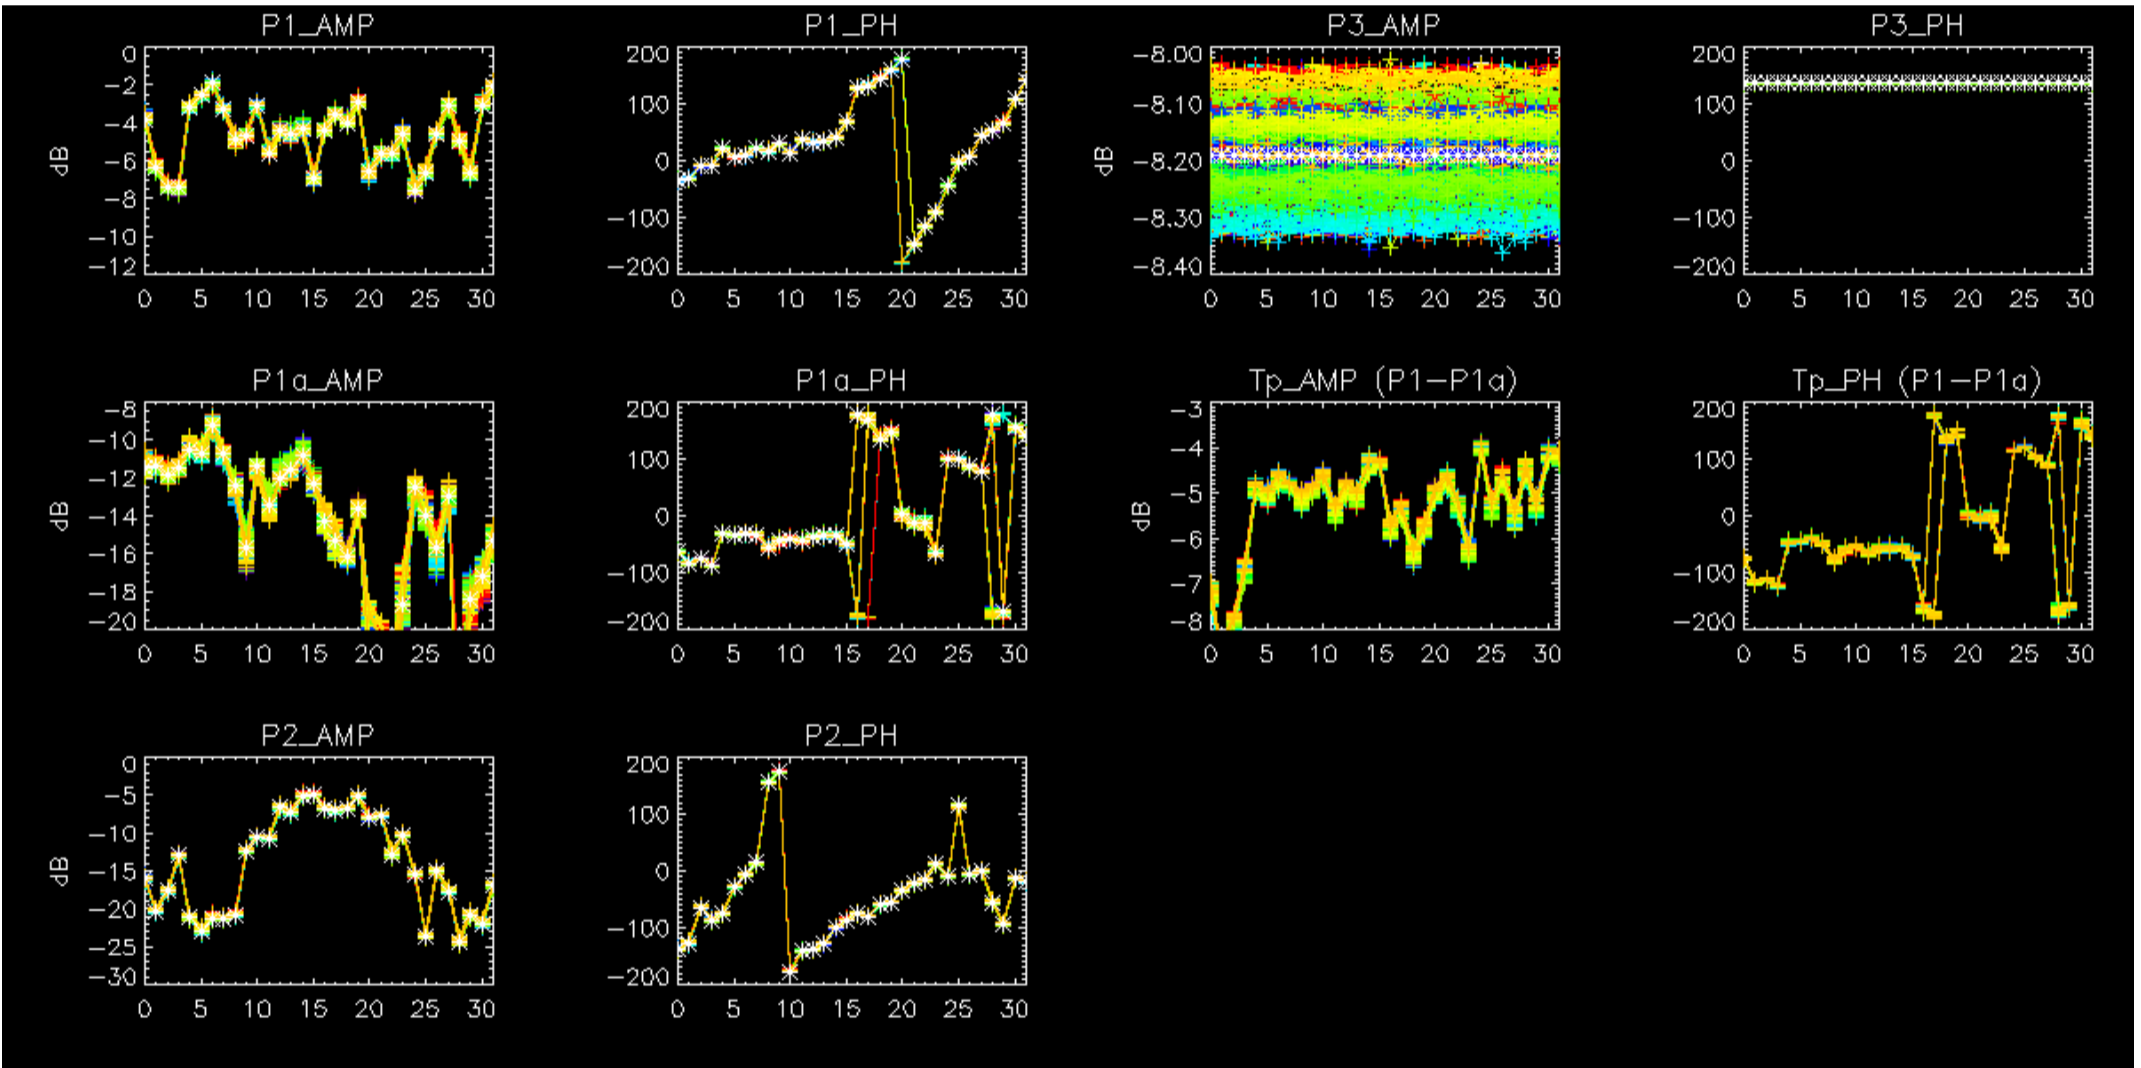 P1_AMP P1_PH P3_AMP P3_PH
0 200 -8.00 200
-2 100 -8.10 100
-4 0 -8.20 0
-6 -100 -8.30 -100
-8 -200 -8.40 -200
-10
-12
dB dB
0 5 10 15 20 25 30 0 5 10 15 20 25 30 0 5 10 15 20 25 30 0 5 10 15 20 25 30
P1a_AMP P1a_PH Tp_AMP (P1-P1a) Tp_PH (P1-P1a)
-8 200 -3 200
-10 100 -4 100
-12 0 -5 0
-14 -100 -6 -100
-16 -200 -7 -200
-18 -8
-20
dB dB
0 5 10 15 20 25 30 0 5 10 15 20 25 30 0 5 10 15 20 25 30 0 5 10 15 20 25 30
P2_AMP P2_PH
0 200
-5 100
-10 0
-15 -100
-20 -200
-25
-30
dB
0 5 10 15 20 25 30 0 5 10 15 20 25 30